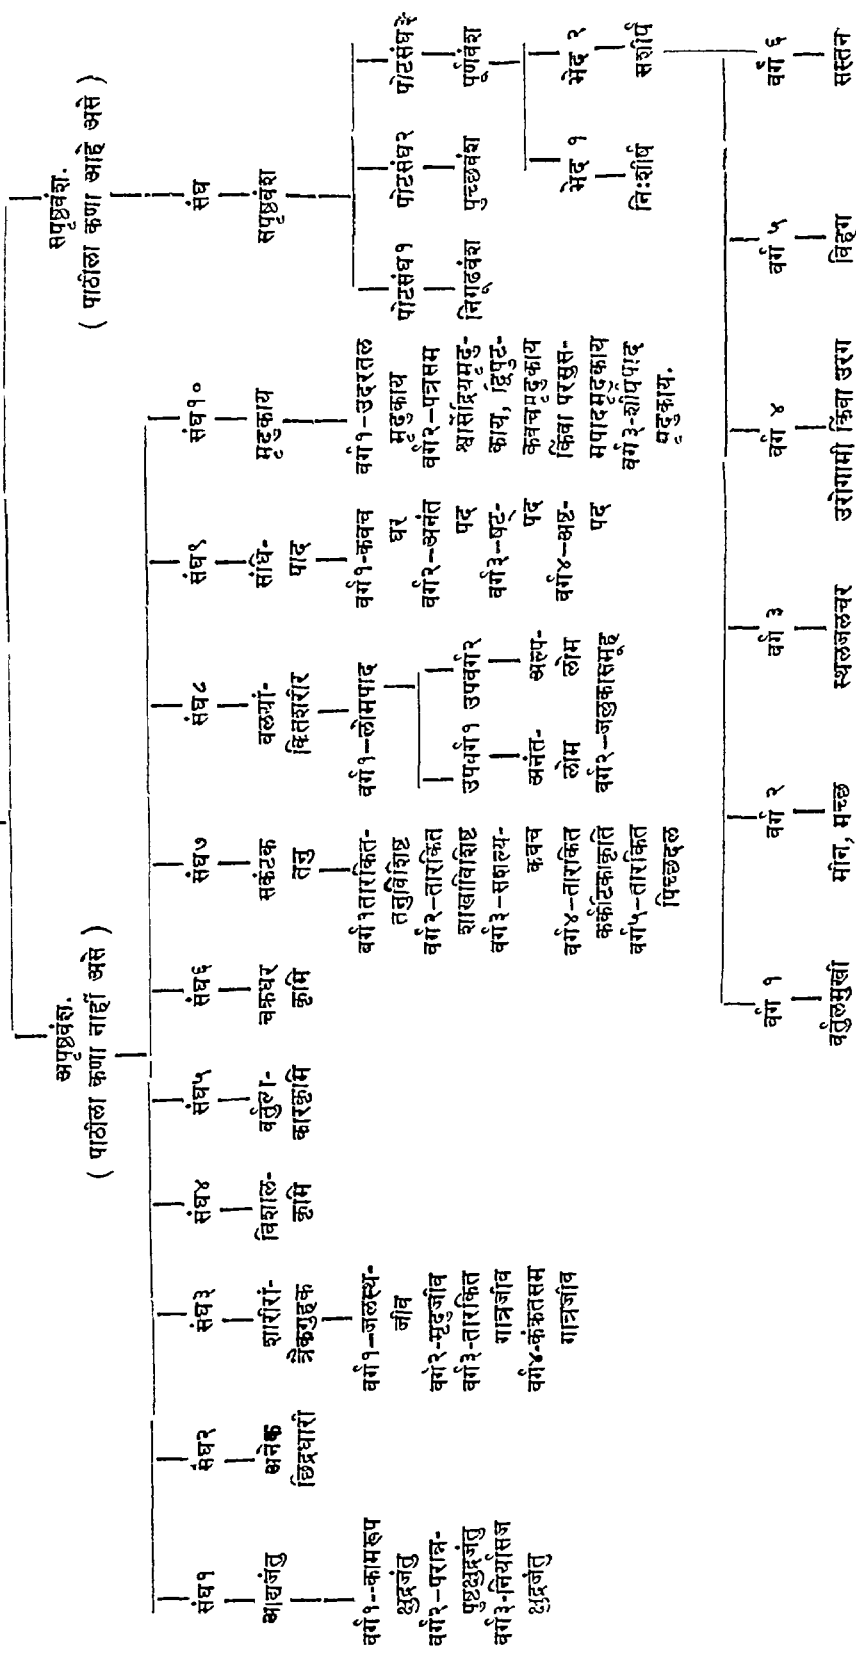 अपृष्ठवंश.
( पाठीला कणा नाहीं असे )
संघ१
आद्यजंतु
वर्ग१--कामरूप
क्षुद्रजंतु
वर्ग२--परान्न-
पुष्टक्षुद्रजंतु
वर्ग३-निर्यासज
क्षुद्रजंतु
संघ२
अनेक
छिद्रधारी
संघ३
शारीरां-
त्रैकगुहक
वर्ग१--जलस्थ-
जीव
वर्ग२-मृदुजीव
वर्ग३-तारकित
गात्रजीव
वर्ग४-कंकतसम
गात्रजीव
संघ४
विशाल-
कृमि
संघ५
वर्तुला-
कारकृमि
संघ६
चक्रधर
कृमि
संघ७
सकंटक
तनु
वर्ग१तारकित-
तनुविशिष्ट
वर्ग२-तारकित
शाखाविशिष्ट
वर्ग३-सशल्य-
कवच
वर्ग४-तारकित
कर्कटिकाकृति
वर्ग५-तारकित
पिच्छदल
संघ८
वलयां-
कितशरीर
वर्ग१--लोमपाद
उपवर्ग१ उपवर्ग२
अनंत- अल्प-
लोम लोम
वर्ग२--जलुकासमूह
संघ९
संधि-
पाद
वर्ग१-कवच
धर
वर्ग२--अनंत
पद
वर्ग३--षट्-
पद
वर्ग४--अष्ट-
पद
संघ१०
मृदुकाय
वर्ग१-उदरतल
मृदुकाय
वर्ग२-पत्रसम
श्वासेंद्रियमृदु-
काय, द्विपुट-
कवचमृदुकाय
किंवा परसुस-
मपादमृदुकाय
वर्ग३-शीर्षपाद
मृदुकाय.
सपृष्ठवंश.
( पाठीला कणा आहे असे )
संघ
सपृष्ठवंश
पोटसंघ१ पोटसंघ२ पोटसंघ३
निगूढवंश पुच्छवंश पूर्णवंश
भेद १ भेद २
निःशीर्ष सशीर्ष
वर्ग १ वर्ग २ वर्ग ३ वर्ग ४ वर्ग ५ वर्ग ६
वर्तुलमुखी मीन, मच्छ स्थलजलचर उरोगामी किंवा उरग विहग सस्तन